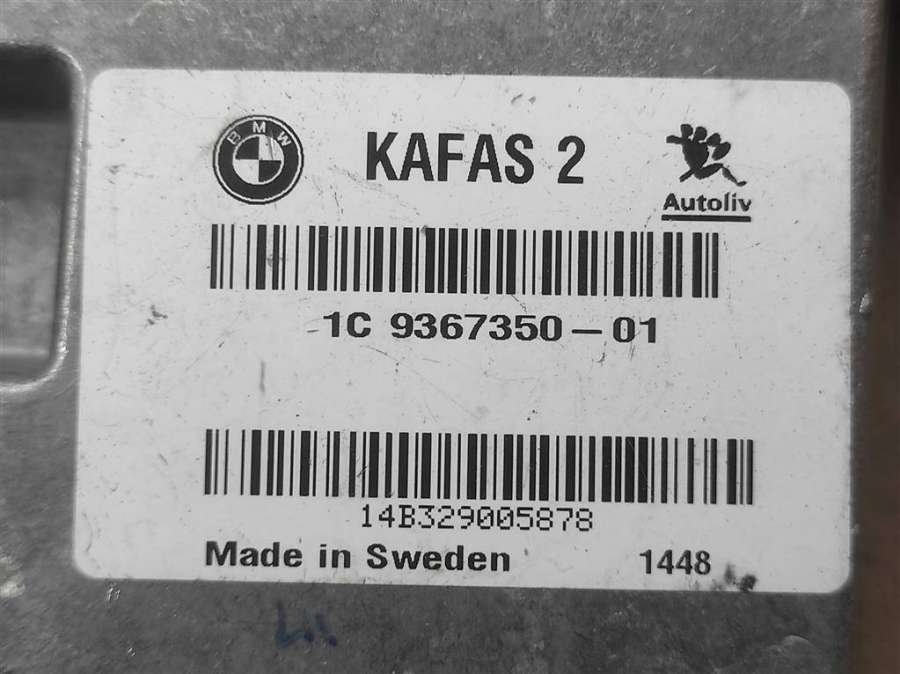 BMW
KAFAS 2
Autoliv
1C 9367350-01
14B329005878
Made in Sweden
1448